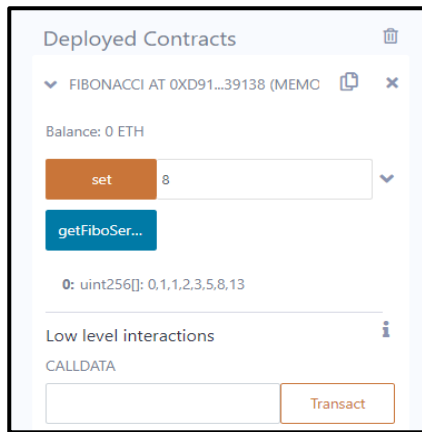 Deployed Contracts
FIBONACCI AT 0XD91...39138 (MEMO
Balance: 0 ETH
set 8
getFiboSer...
0: uint256[]: 0,1,1,2,3,5,8,13
Low level interactions i
CALLDATA
Transact